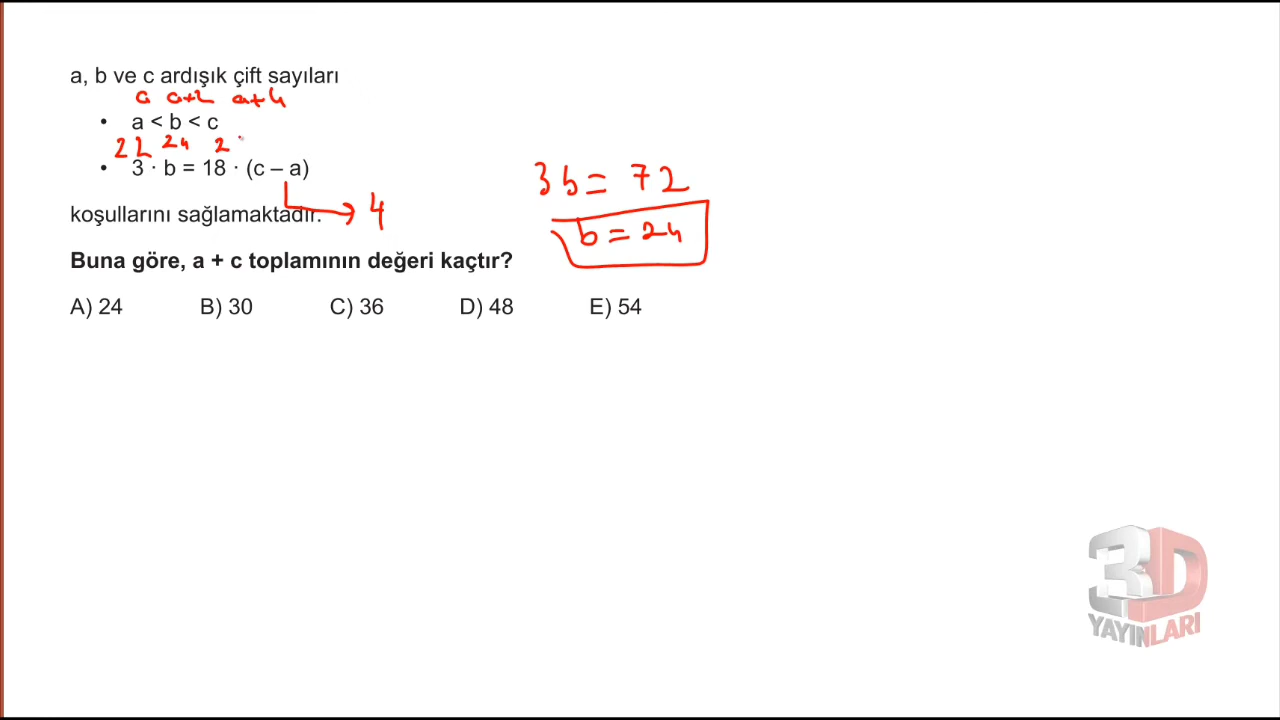 a, b ve c ardışık çift sayıları
a a+2 a+4
• a < b < c
22 24 2
• 3 · b = 18 · (c – a)
4
koşullarını sağlamaktadır.
3b = 72
b = 24
Buna göre, a + c toplamının değeri kaçtır?
A) 24 B) 30 C) 36 D) 48 E) 54
3D
YAYINLARI